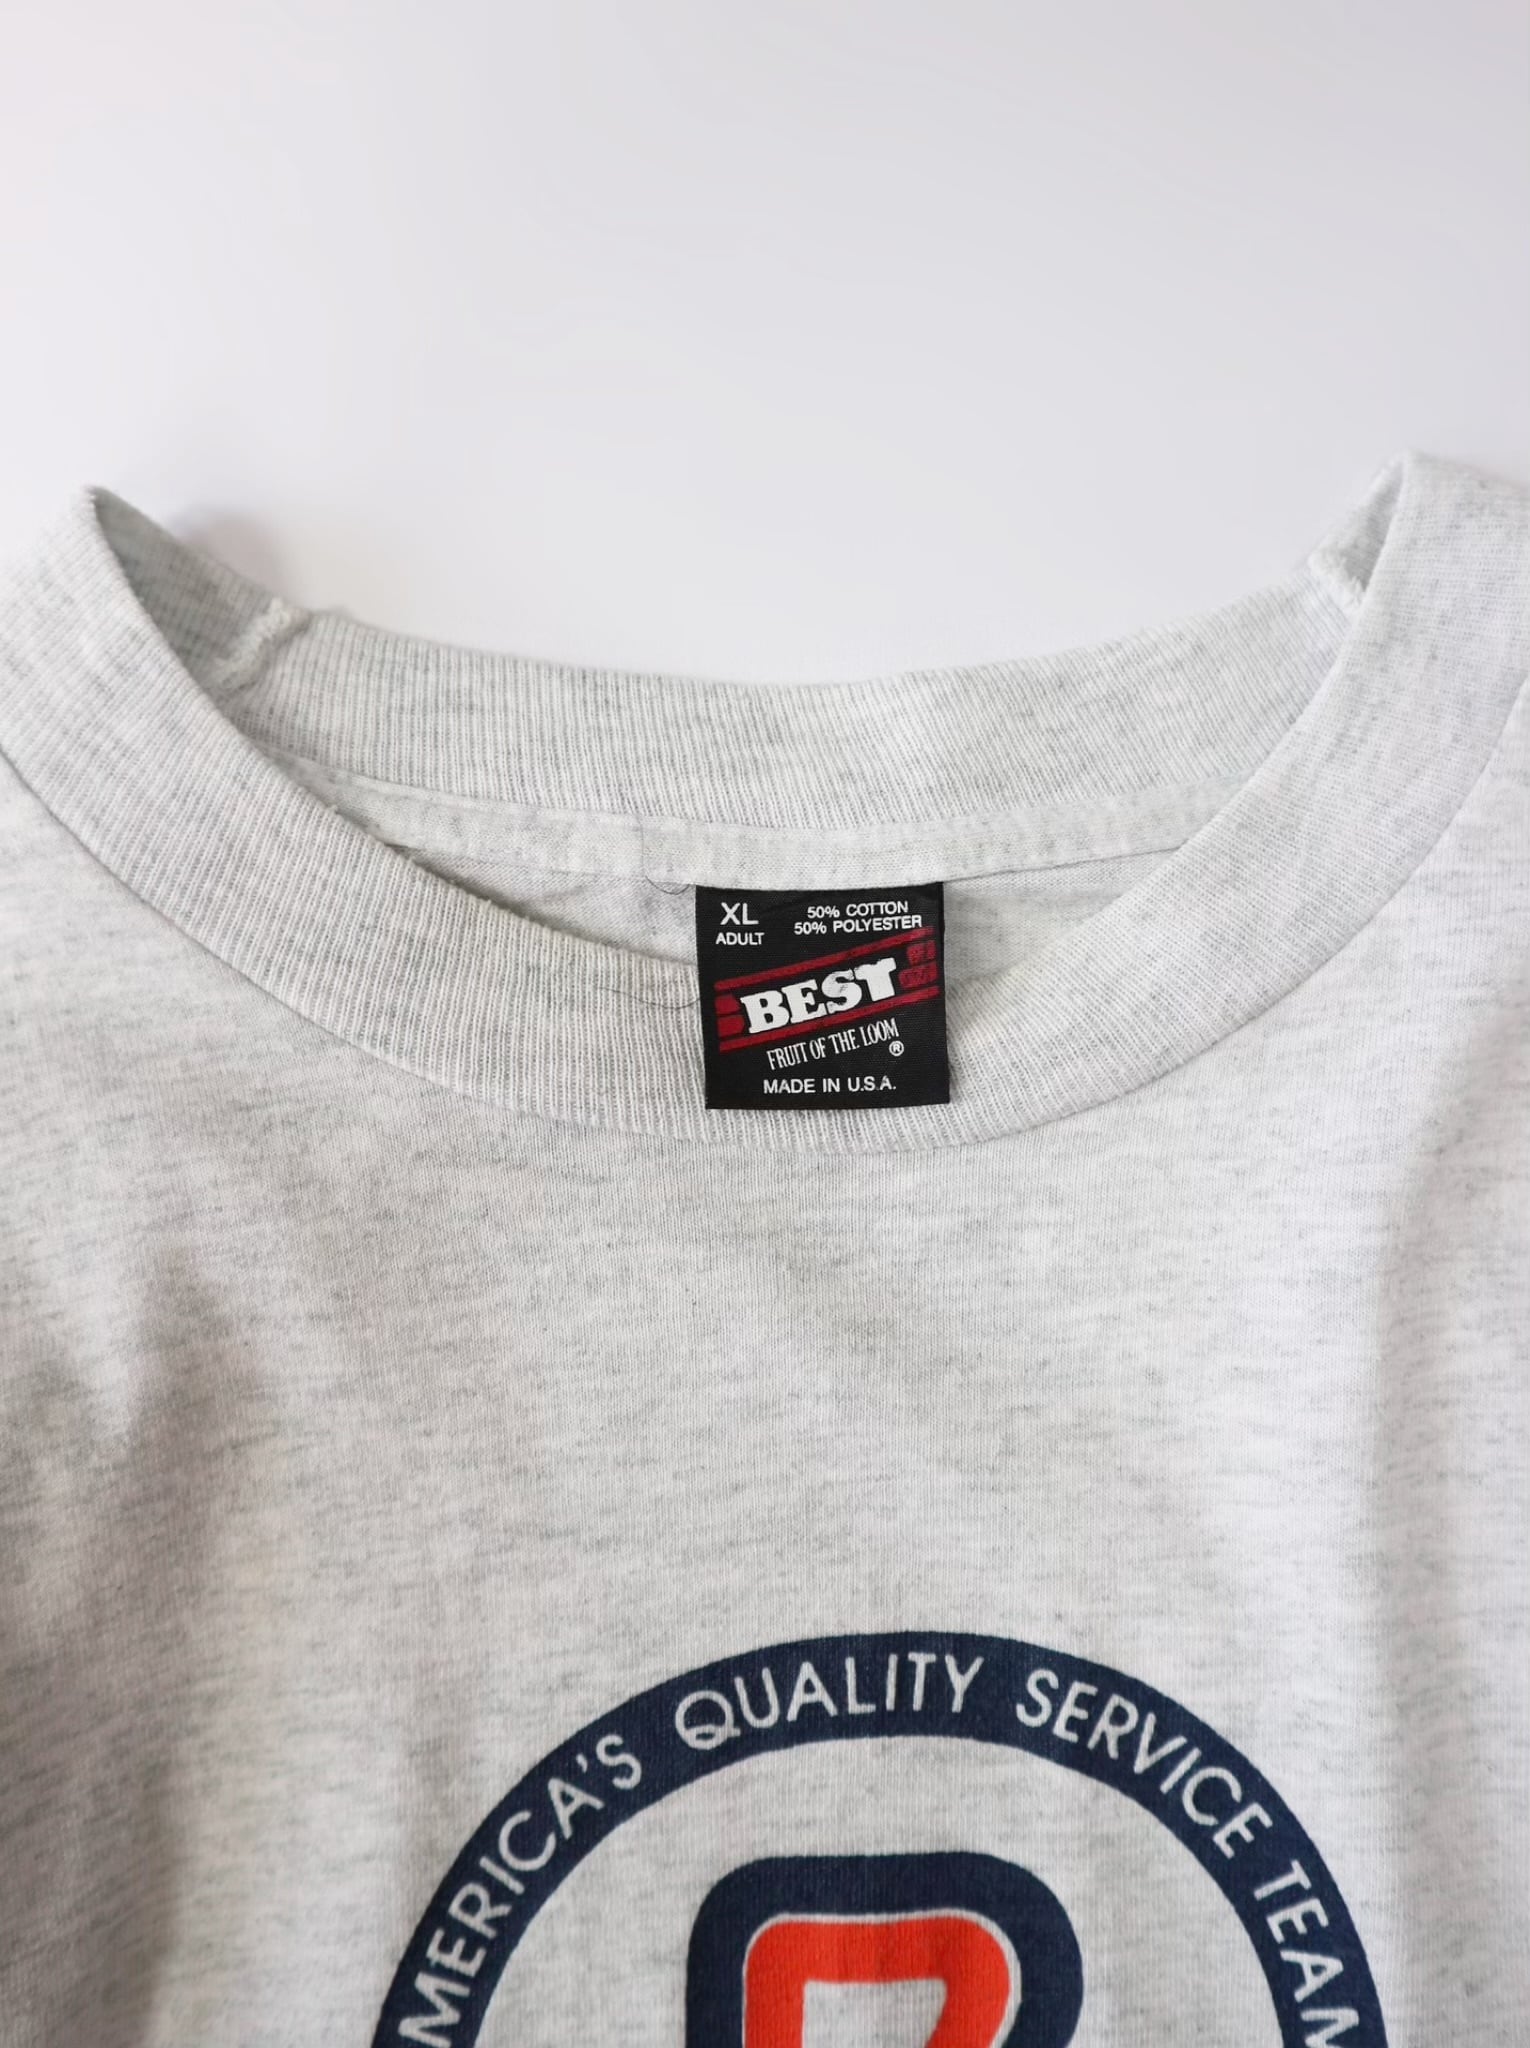 XL
ADULT
50% COTTON
50% POLYESTER
BEST
FRUIT OF THE LOOM
®
MADE IN U.S.A.
AMERICA'S QUALITY SERVICE TEAM